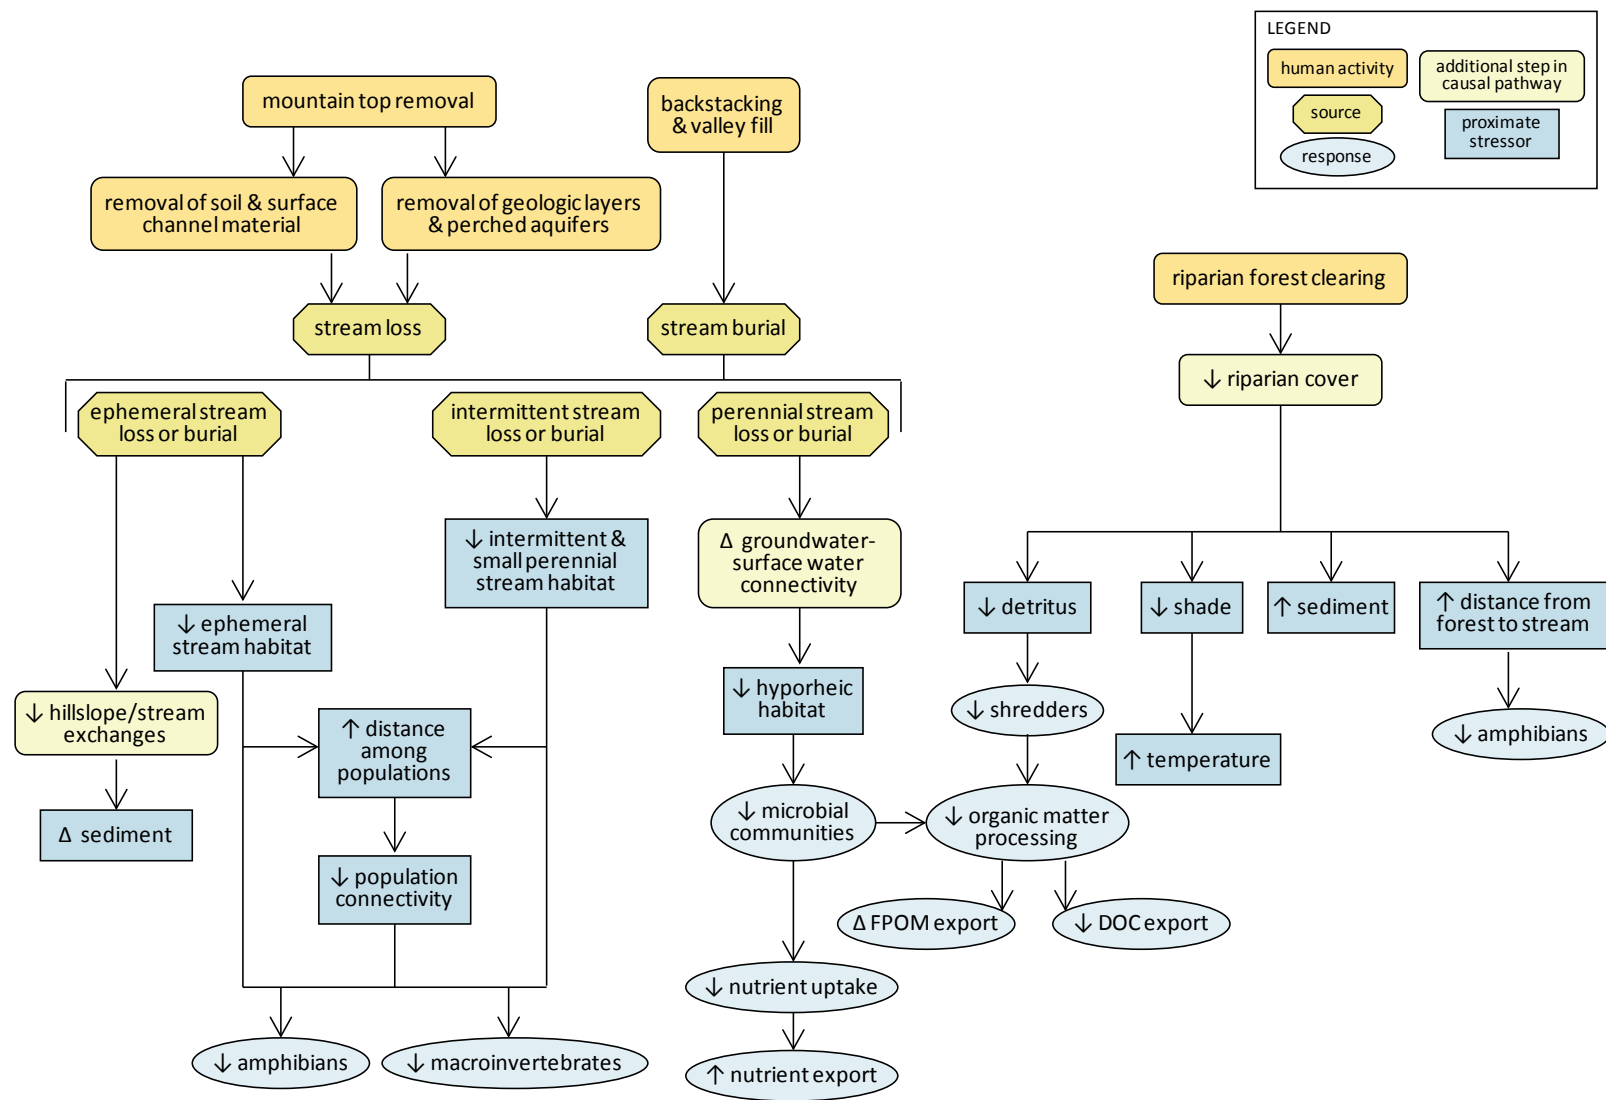 LEGEND
human activity
additional step in
causal pathway
source
proximate
stressor
response
mountain top removal
backstacking
& valley fill
removal of soil & surface
channel material
removal of geologic layers
& perched aquifers
riparian forest clearing
stream loss
stream burial
↓ riparian cover
ephemeral stream
loss or burial
intermittent stream
loss or burial
perennial stream
loss or burial
↓ intermittent &
small perennial
stream habitat
Δ groundwater-
surface water
connectivity
↓ detritus
↓ shade
↑ sediment
↑ distance from
forest to stream
↓ ephemeral
stream habitat
↓ hillslope/stream
exchanges
↑ distance
among
populations
↓ hyporheic
habitat
↓ shredders
↑ temperature
↓ amphibians
Δ sediment
↓ microbial
communities
↓ organic matter
processing
↓ population
connectivity
Δ FPOM export
↓ DOC export
↓ nutrient uptake
↓ amphibians
↓ macroinvertebrates
↑ nutrient export